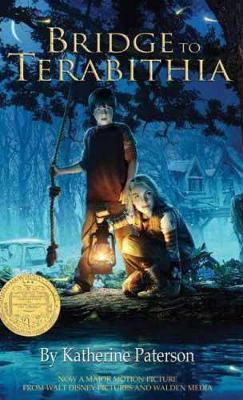 BRIDGE TO
TERABITHIA
By Katherine Paterson
NOW A MAJOR MOTION PICTURE
FROM WALT DISNEY PICTURES AND WALDEN MEDIA